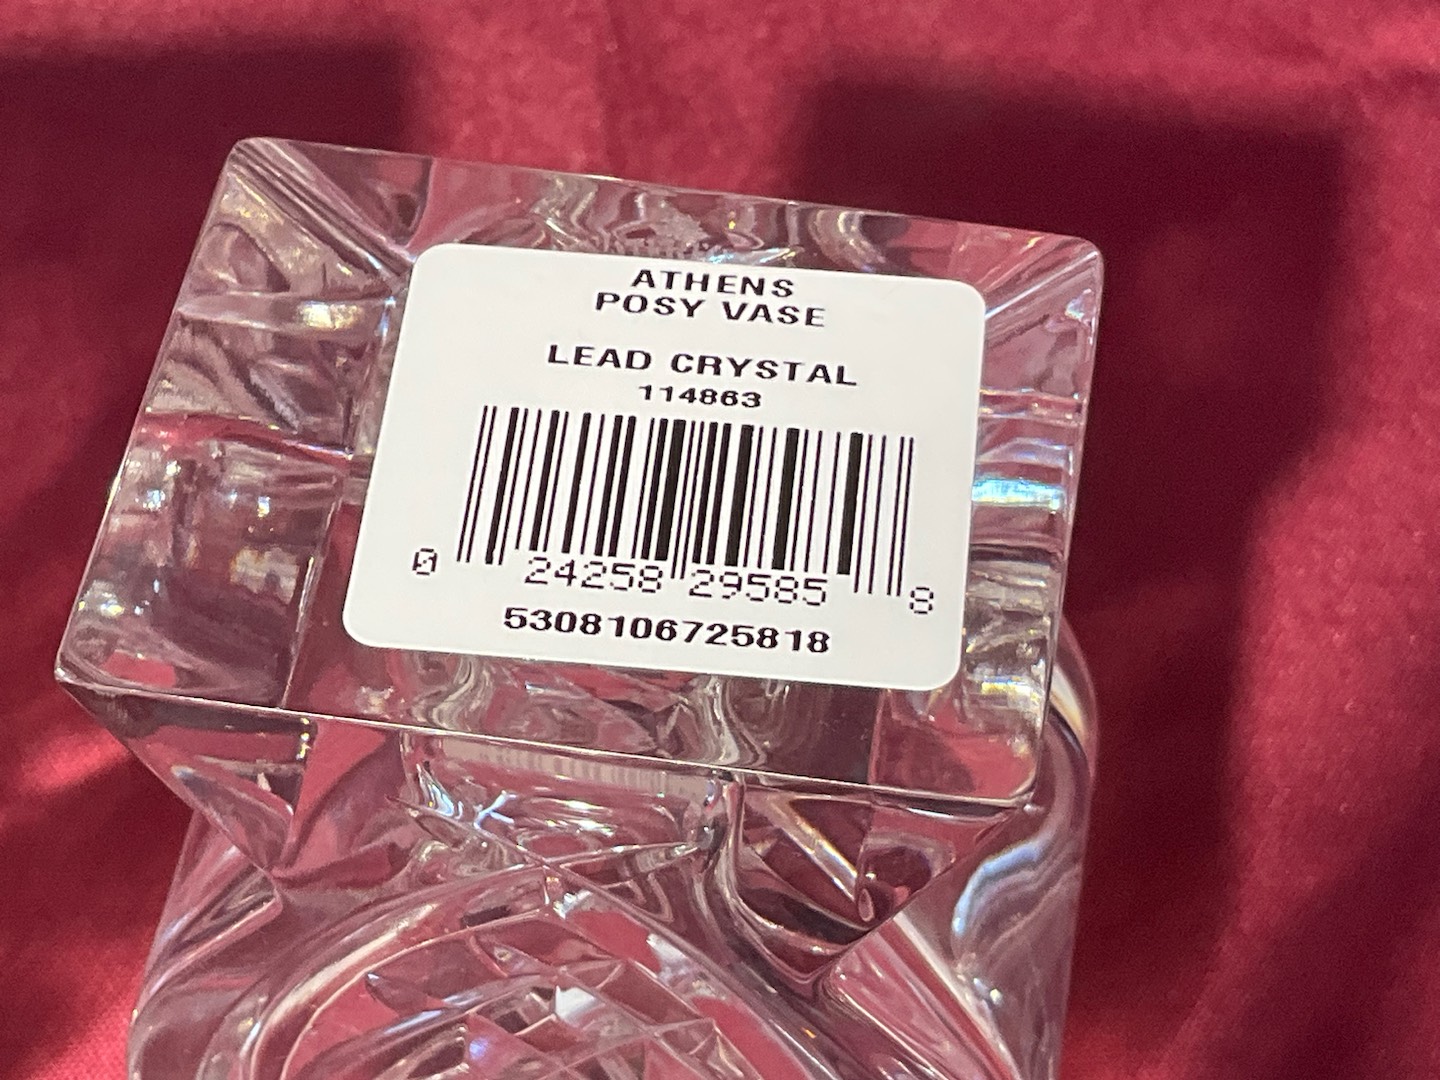 ATHENS
POSY VASE
LEAD CRYSTAL
114863
0 24258 29585 8
5308106725818